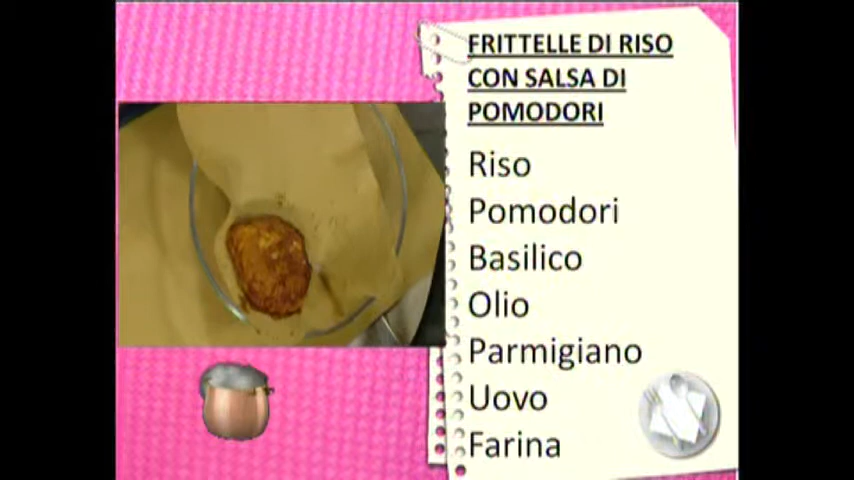 FRITTELLE DI RISO
CON SALSA DI
POMODORI
Riso
Pomodori
Basilico
Olio
Parmigiano
Uovo
Farina